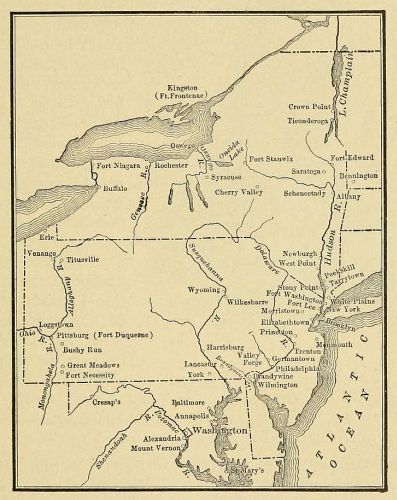 Kingston
(Ft. Frontenac)
L. Champlain
Crown Point
Ticonderoga
Oswego
Oneida
Lake
R.
Fort Stanwix
Fort Edward
Fort Niagara
Rochester
Saratoga
Bennington
Syracuse
Buffalo
Genesee R.
Cherry Valley
Schenectady
Albany
Hudson R.
Erie
Venango
Titusville
Allegheny R.
Susquehanna
R.
Delaware
R.
Newburgh
West Point
Peekskill
Tarrytown
Stony Point
Wyoming
Wilkesbarre
Fort Washington
Fort Lee
White Plains
New York
Morristown
Brooklyn
Elizabethtown
Loggstown
Ohio R.
Pittsburg (Fort Duquesne)
Princeton
Monmouth
Trenton
Bushy Run
Harrisburg
Valley
Forge
Germantown
Philadelphia
Great Meadows
Fort Necessity
Lancaster
York
Brandywine
Wilmington
Monongahela
R.
Cresap's
Baltimore
Annapolis
Potomac
R.
Shenandoah
Alexandria
Washington
Mount Vernon
St Mary's
ATLANTIC
OCEAN